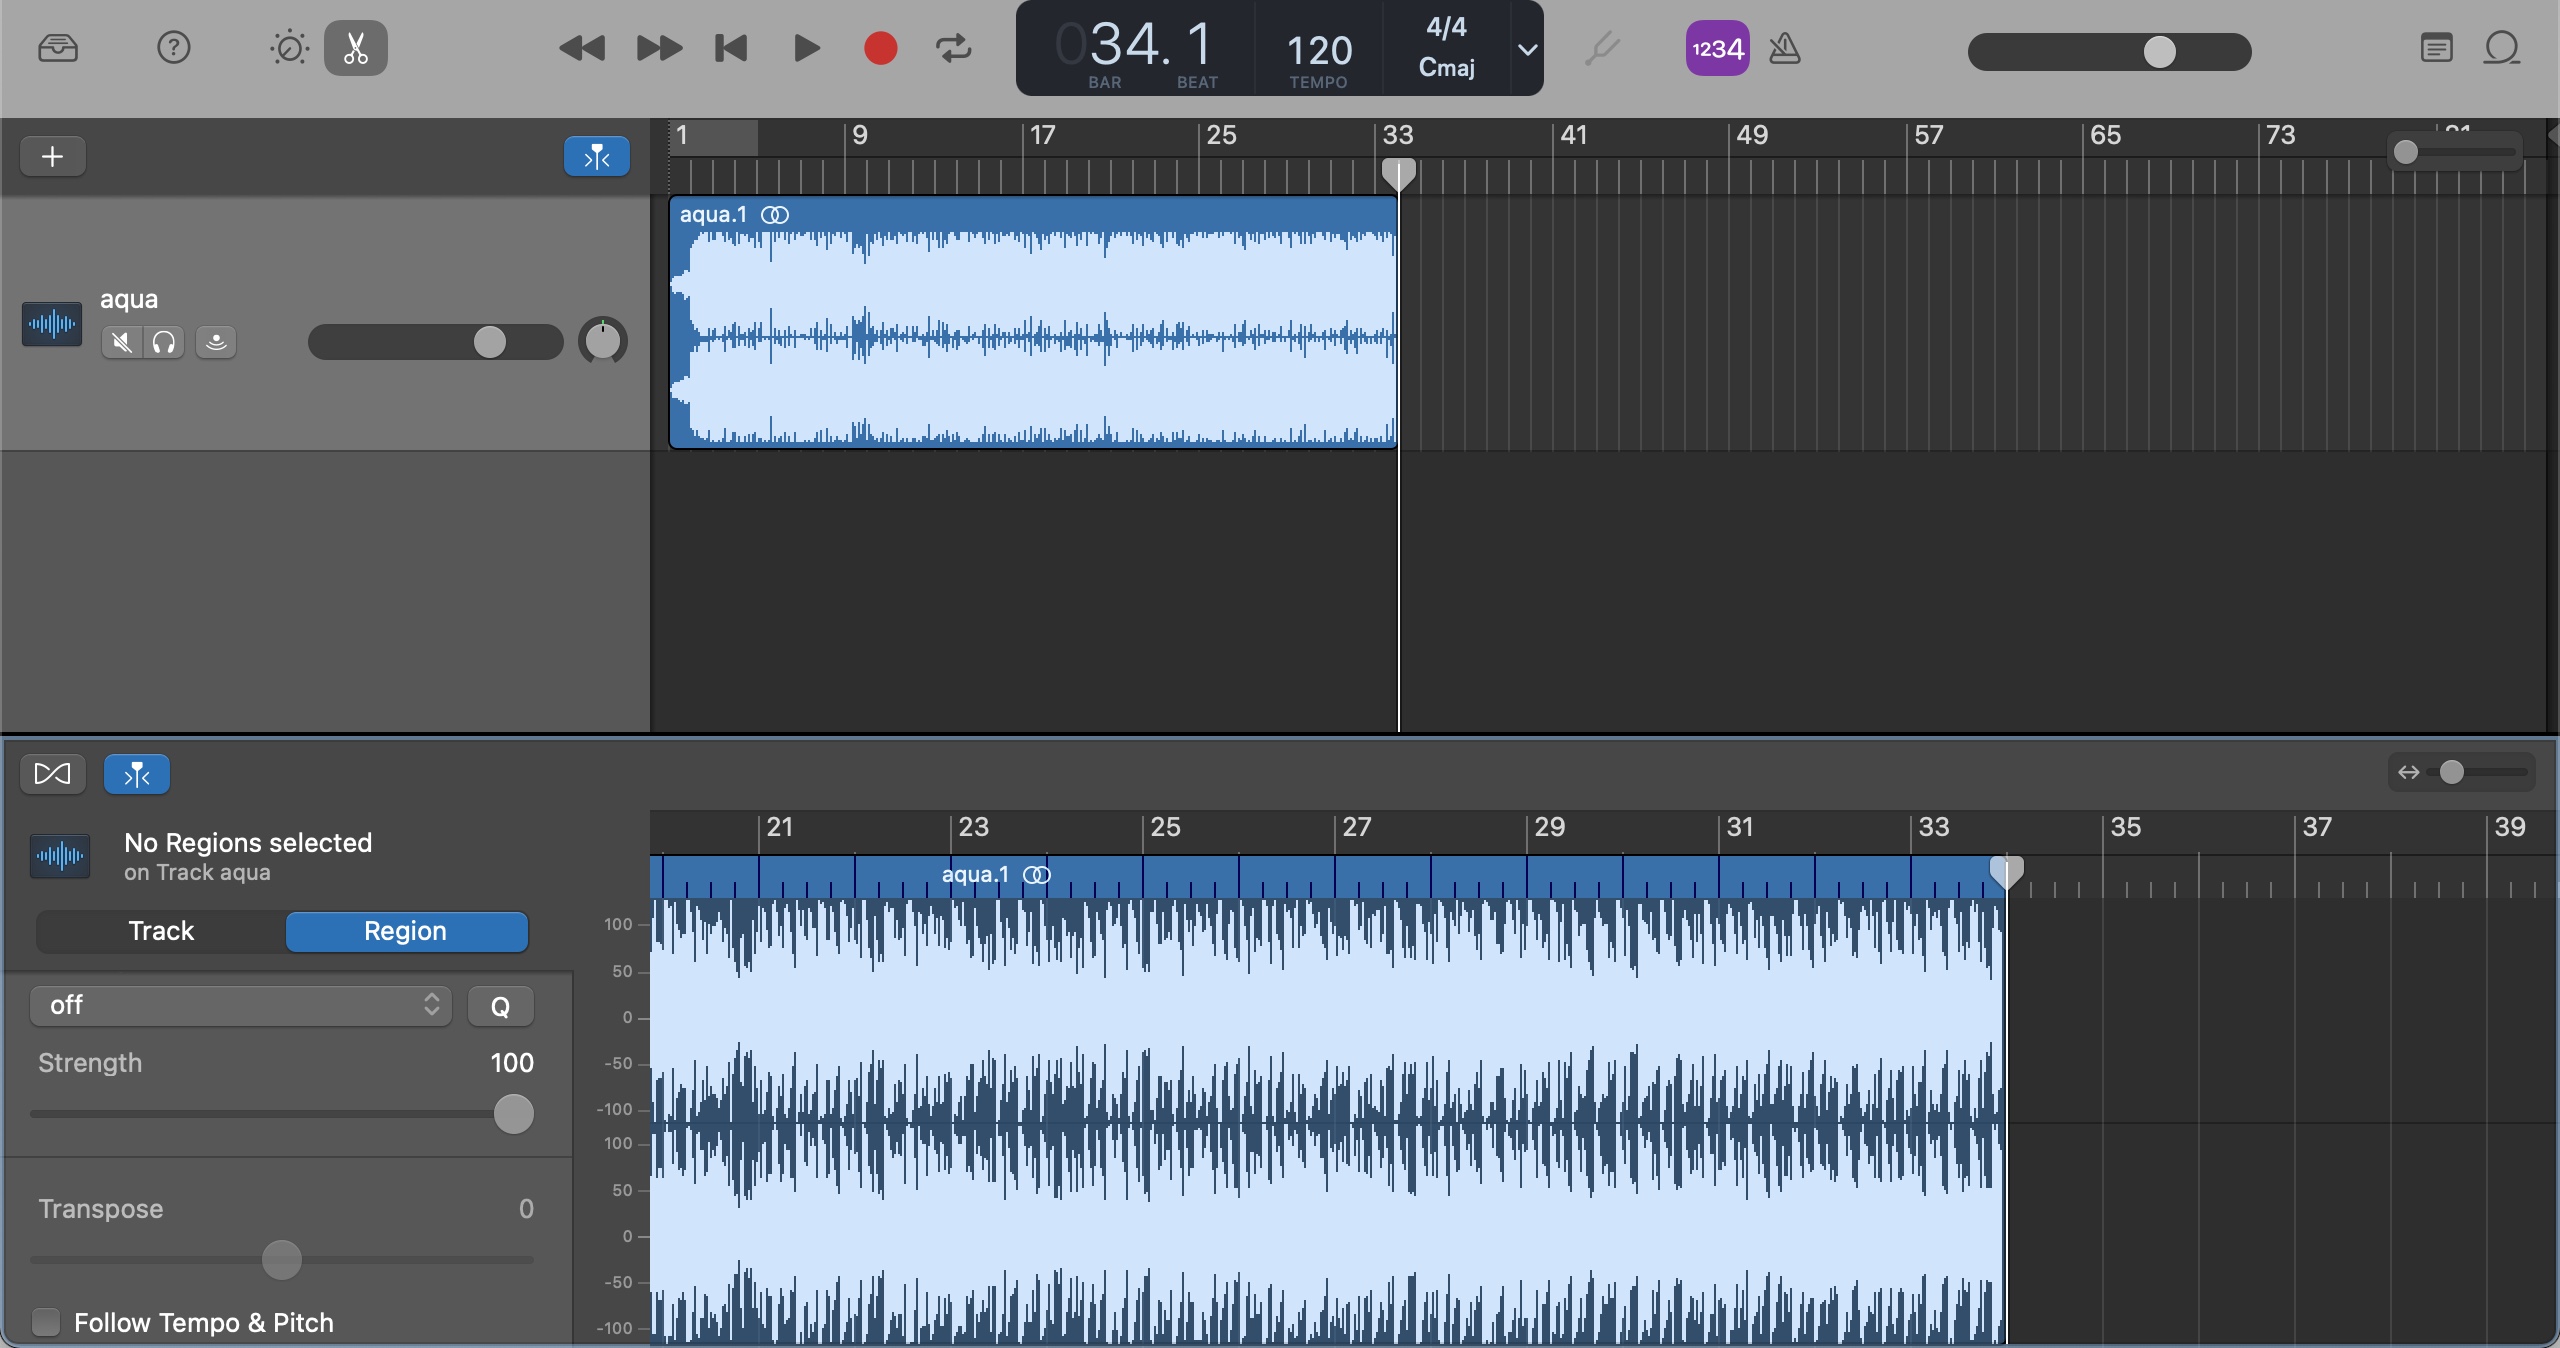 034. 1
BAR BEAT
120
TEMPO
4/4
Cmaj
1234
1 9 17 25 33 41 49 57 65 73
aqua.1
aqua
No Regions selected
on Track aqua
Track Region
off Q
Strength 100
Transpose 0
Follow Tempo & Pitch
21 23 25 27 29 31 33 35 37 39
aqua.1
100
50
0
-50
-100
100
50
0
-50
-100